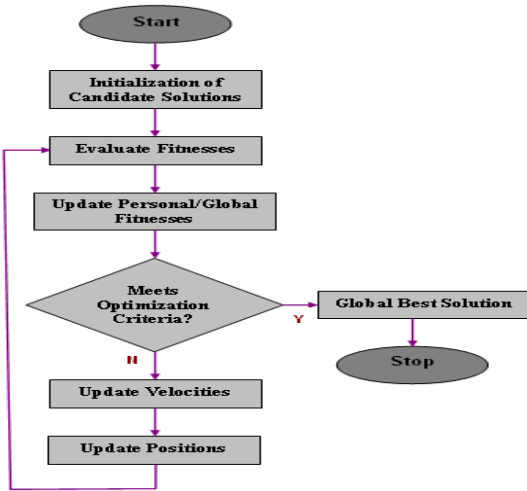 Start
Initialization of
Candidate Solutions
Evaluate Fitnesses
Update Personal/Global
Fitnesses
Meets
Optimization
Criteria?
Y
Global Best Solution
Stop
N
Update Velocities
Update Positions